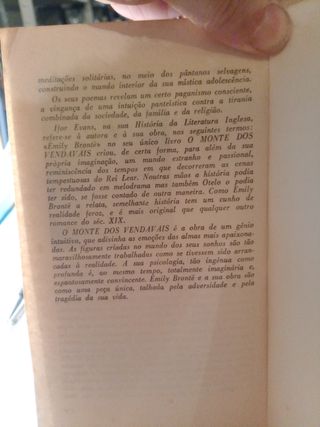 meditações solitárias, no meio dos pântanos selvagens,
construindo o mundo interior da sua mística adolescência.
Os seus poemas revelam um certo paganismo consciente,
a vingança de uma intuição panteística contra a tirania
combinada da sociedade, da família e da religião.
Ifor Evans, na sua História da Literatura Inglesa,
refere-se à autora e à sua obra, nos seguintes termos:
«Emily Brontë» no seu único livro O MONTE DOS
VENDAVAIS criou, de certa forma, para além da sua
própria imaginação, um mundo estranho e passional,
reminiscência dos tempos em que decorreram as cenas
tempestuosas do Rei Lear. Noutras mãos a história podia
ter redundado em melodrama mas também Otelo o podia
ter sido, se fosse contado de outra maneira. Como Emily
Brontë a relata, semelhante história tem um cunho de
realidade feroz, e é mais original que qualquer outro
romance do séc. XIX.
O MONTE DOS VENDAVAIS é a obra de um génio
intuitivo, que adivinha as emoções das almas mais apaixona-
das. As figuras criadas no mundo dos seus sonhos são tão
maravilhosamente trabalhados como se tivessem sido arran-
cadas à realidade. A sua psicologia, tão ingénua como
profunda é, ao mesmo tempo, totalmente imaginária e,
espantosamente convincente. Emily Brontë e a sua obra são
como uma peça única, talhada pela adversidade e pela
tragédia da sua vida.